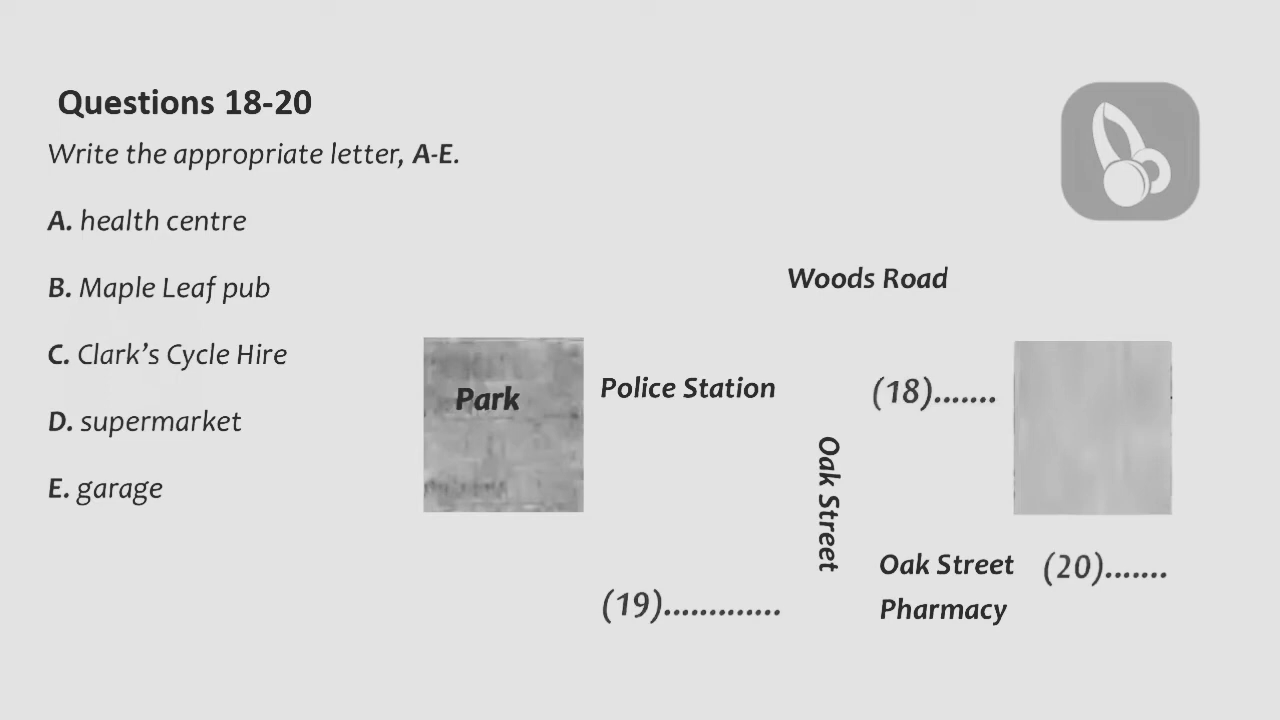 Questions 18-20
Write the appropriate letter, A-E.
A. health centre
B. Maple Leaf pub
C. Clark's Cycle Hire
D. supermarket
E. garage
Woods Road
Park
Police Station
(18).......
Oak Street
Oak Street
Pharmacy
(20).......
(19).............